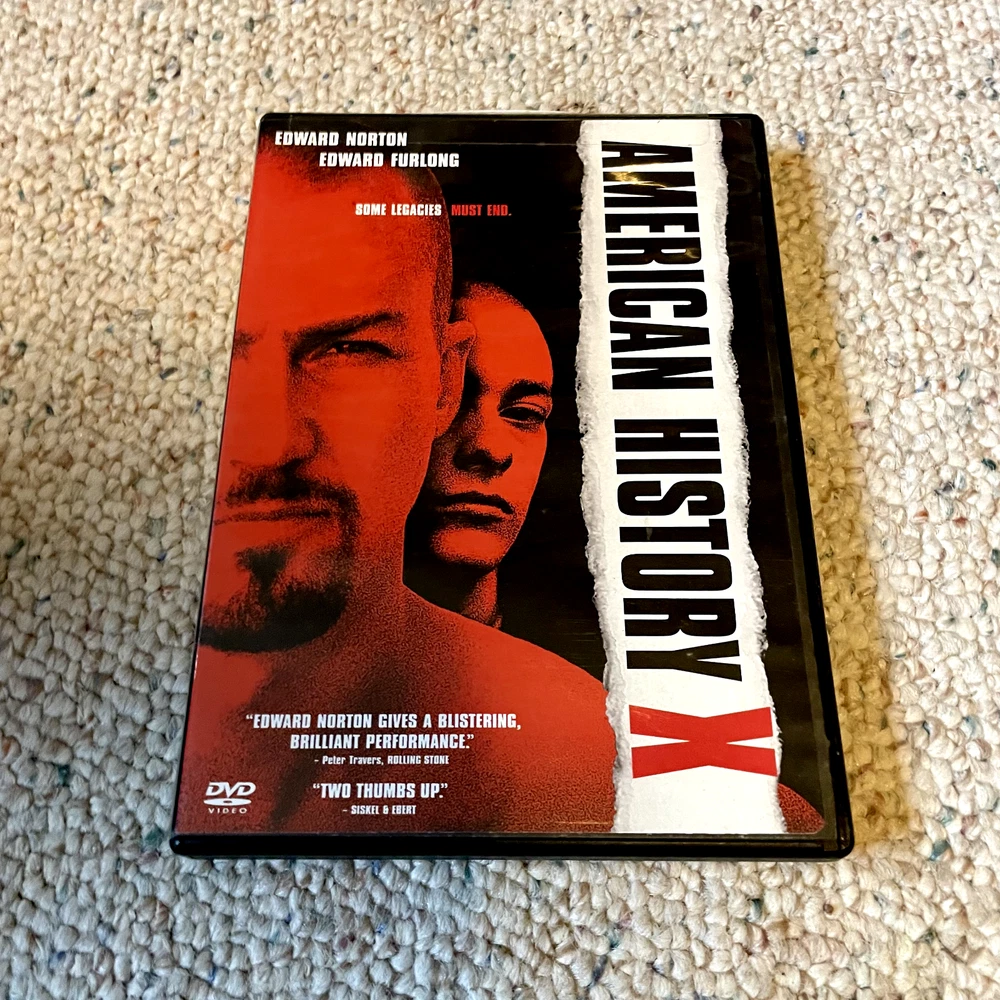 EDWARD NORTON
EDWARD FURLONG
SOME LEGACIES MUST END.
AMERICAN HISTORY X
"EDWARD NORTON GIVES A BLISTERING,
BRILLIANT PERFORMANCE."
- Peter Travers, ROLLING STONE
"TWO THUMBS UP."
- SISKEL & EBERT
DVD
VIDEO